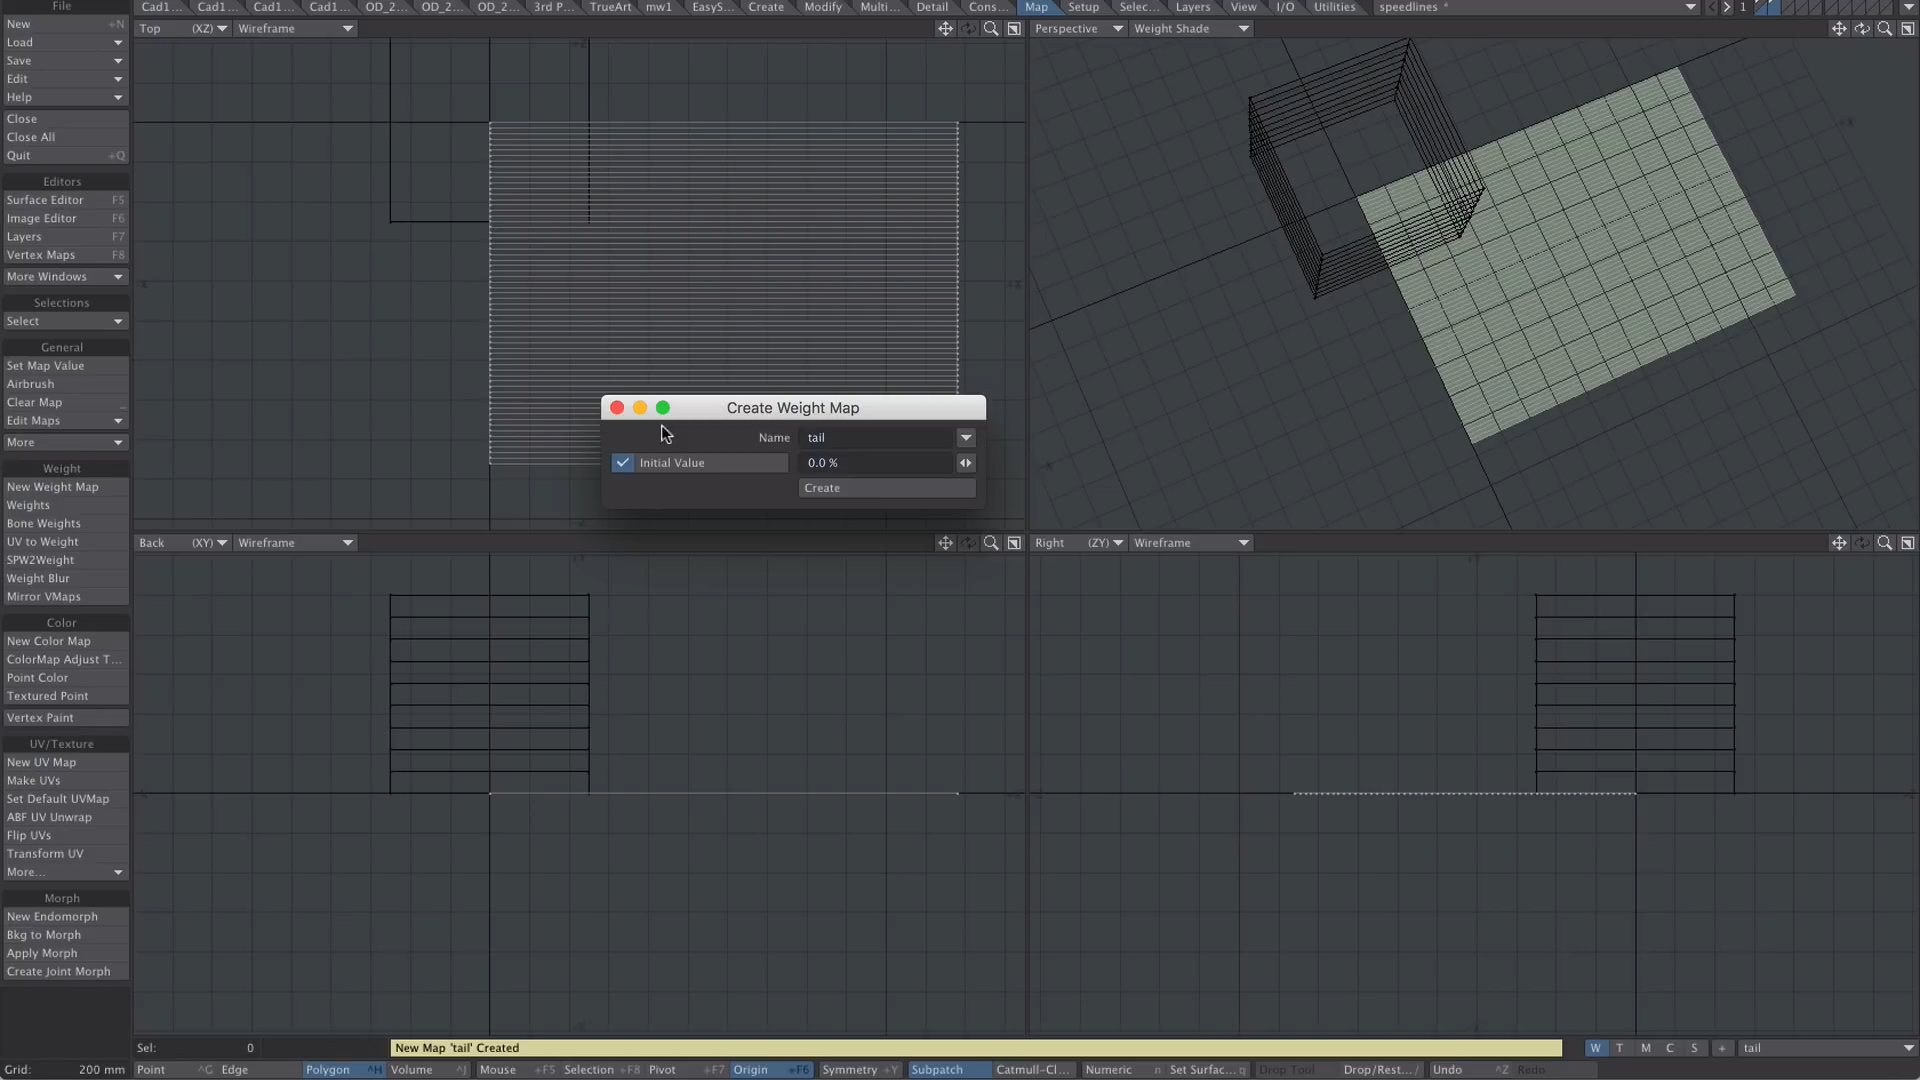 File
Cad1... Cad1... Cad1... Cad1... OD_2... OD_2... OD_2... 3rd P... TrueArt mw1 EasyS... Create Modify Multi... Detail Cons... Map Setup Selec... Layers View I/O Utilities speedlines * 1
New +N
Load
Save
Edit
Help
Close
Close All
Quit +Q
Editors
Surface Editor F5
Image Editor F6
Layers F7
Vertex Maps F8
More Windows
Selections
Select
General
Set Map Value
Airbrush
Clear Map _
Edit Maps
More
Weight
New Weight Map
Weights
Bone Weights
UV to Weight
SPW2Weight
Weight Blur
Mirror VMaps
Color
New Color Map
ColorMap Adjust T...
Point Color
Textured Point
Vertex Paint
UV/Texture
New UV Map
Make UVs
Set Default UVMap
ABF UV Unwrap
Flip UVs
Transform UV
More...
Morph
New Endomorph
Bkg to Morph
Apply Morph
Create Joint Morph
Top (XZ) Wireframe
Perspective Weight Shade
Create Weight Map
Name tail
Initial Value 0.0 %
Create
Back (XY) Wireframe
Right (ZY) Wireframe
Sel: 0 New Map 'tail' Created W T M C S + tail
Grid: 200 mm Point ^G Edge Polygon ^H Volume ^J Mouse +F5 Selection +F8 Pivot +F7 Origin +F6 Symmetry +Y Subpatch Catmull-Cl... Numeric n Set Surfac... q Drop Tool Drop/Rest... / Undo ^Z Redo